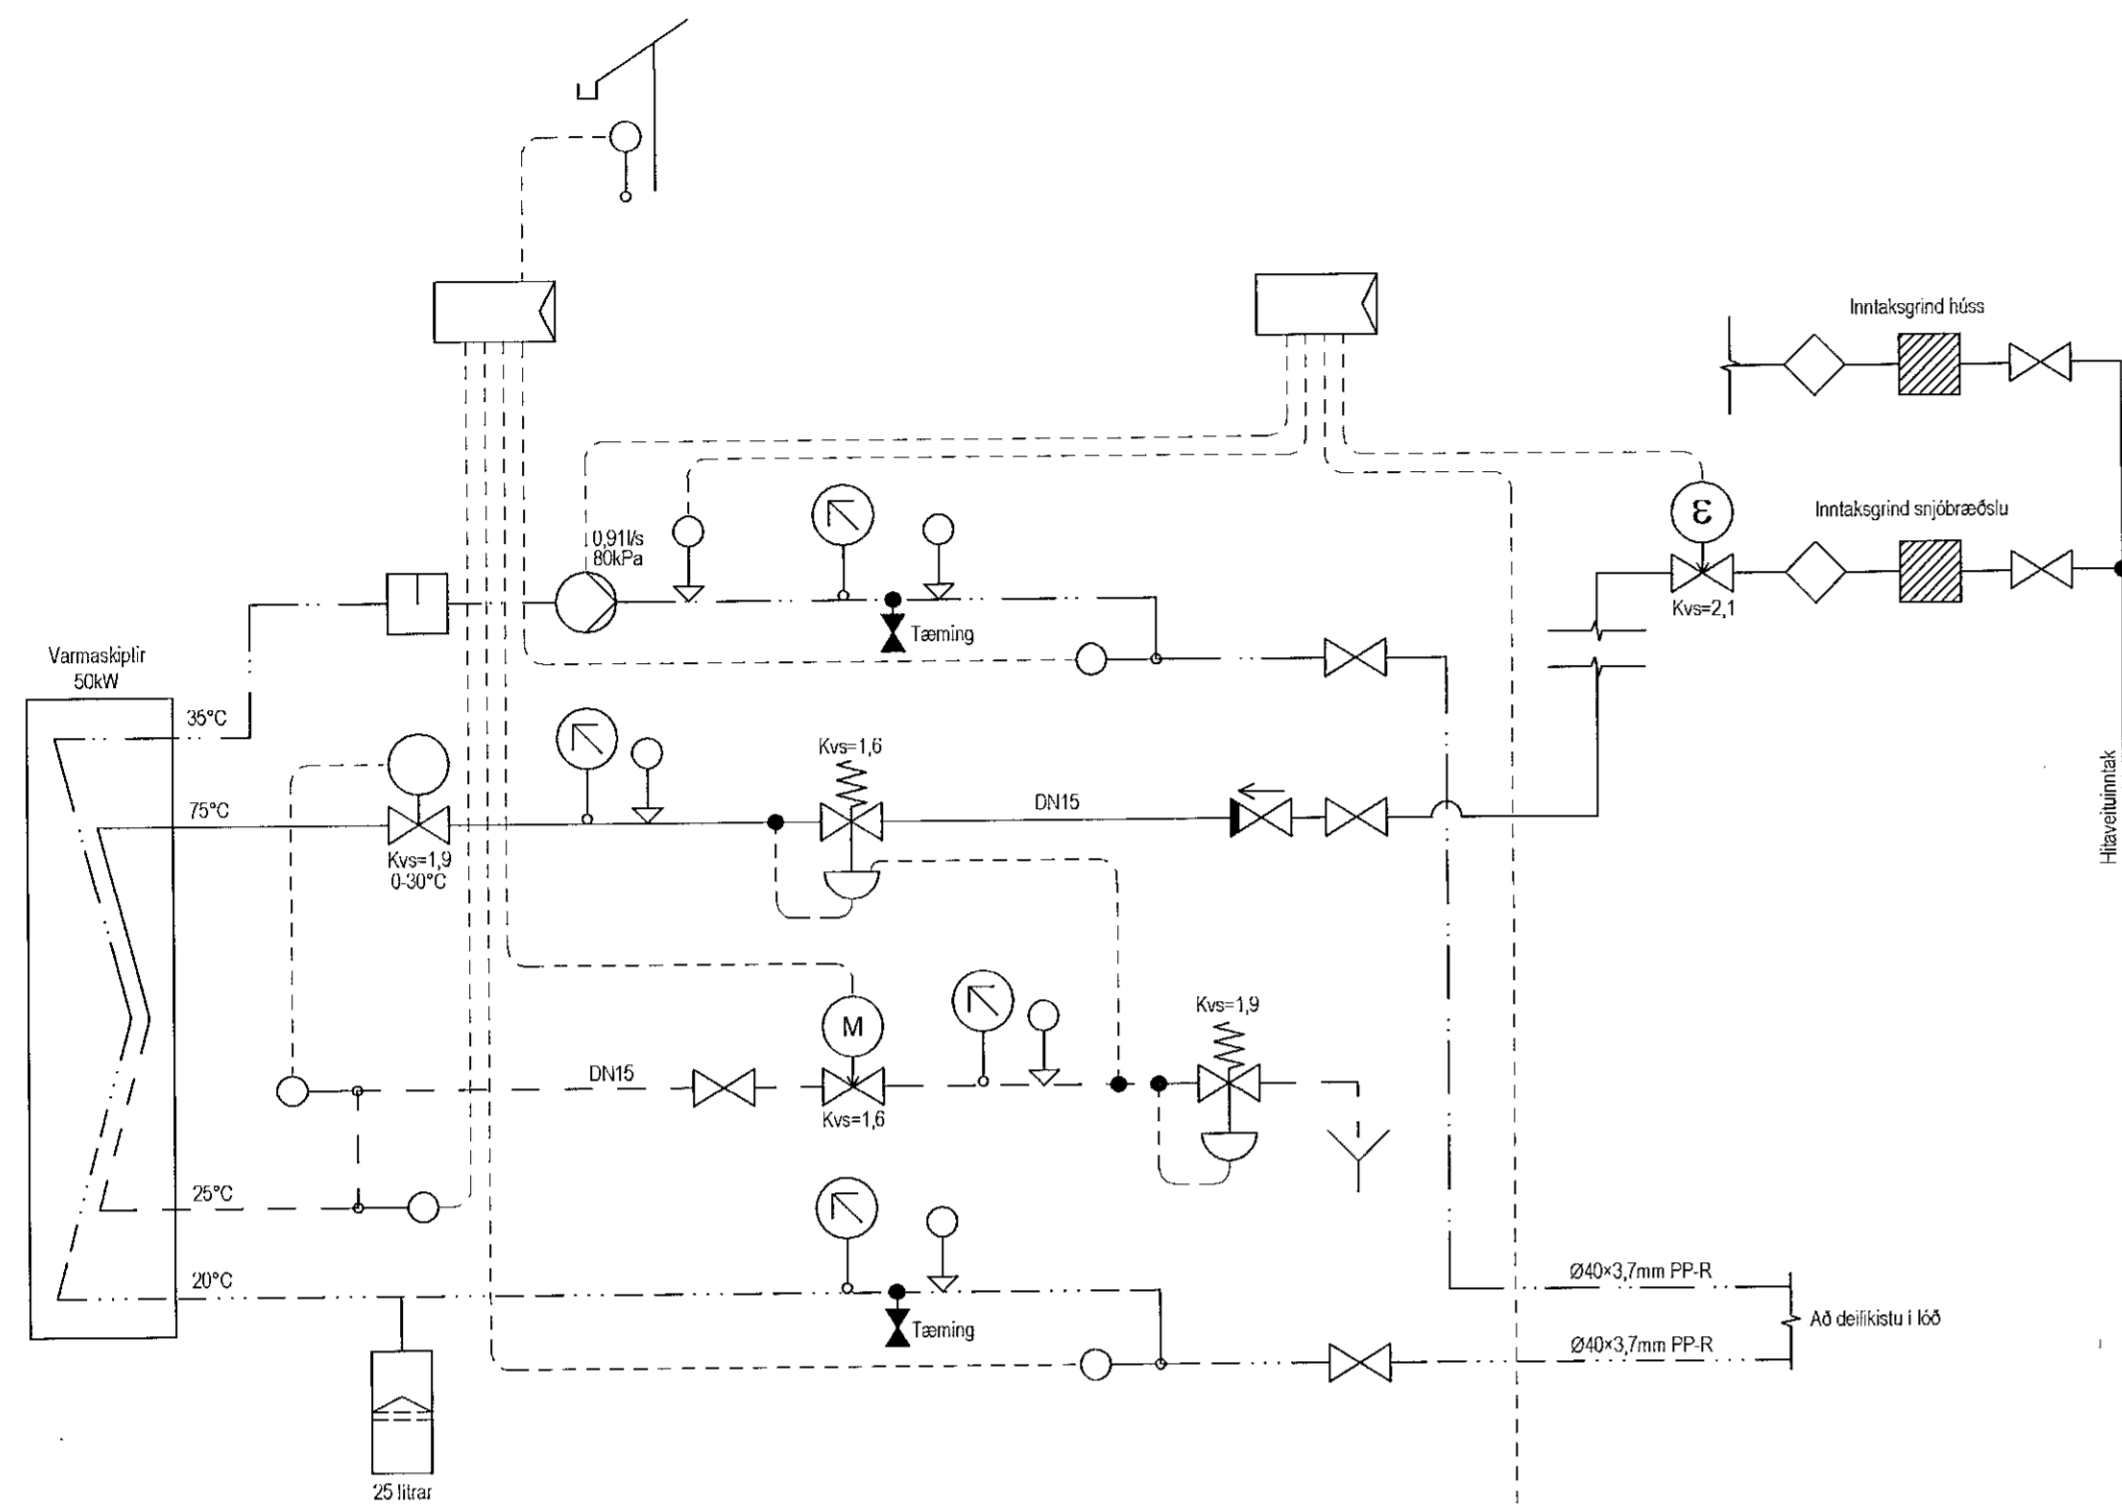 Inntaksgrind húss
Inntaksgrind snjóbræðslu
ε
Kvs=2,1
0,91l/s
80kPa
Tæming
Varmaskiptir
50kW
35°C
75°C
Kvs=1,9
0-30°C
Kvs=1,6
DN15
Hitaveituinntak
M
Kvs=1,6
DN15
Kvs=1,9
25°C
20°C
Tæming
Ø40×3,7mm PP-R
Að deilikistu í lóð
Ø40×3,7mm PP-R
25 lítrar